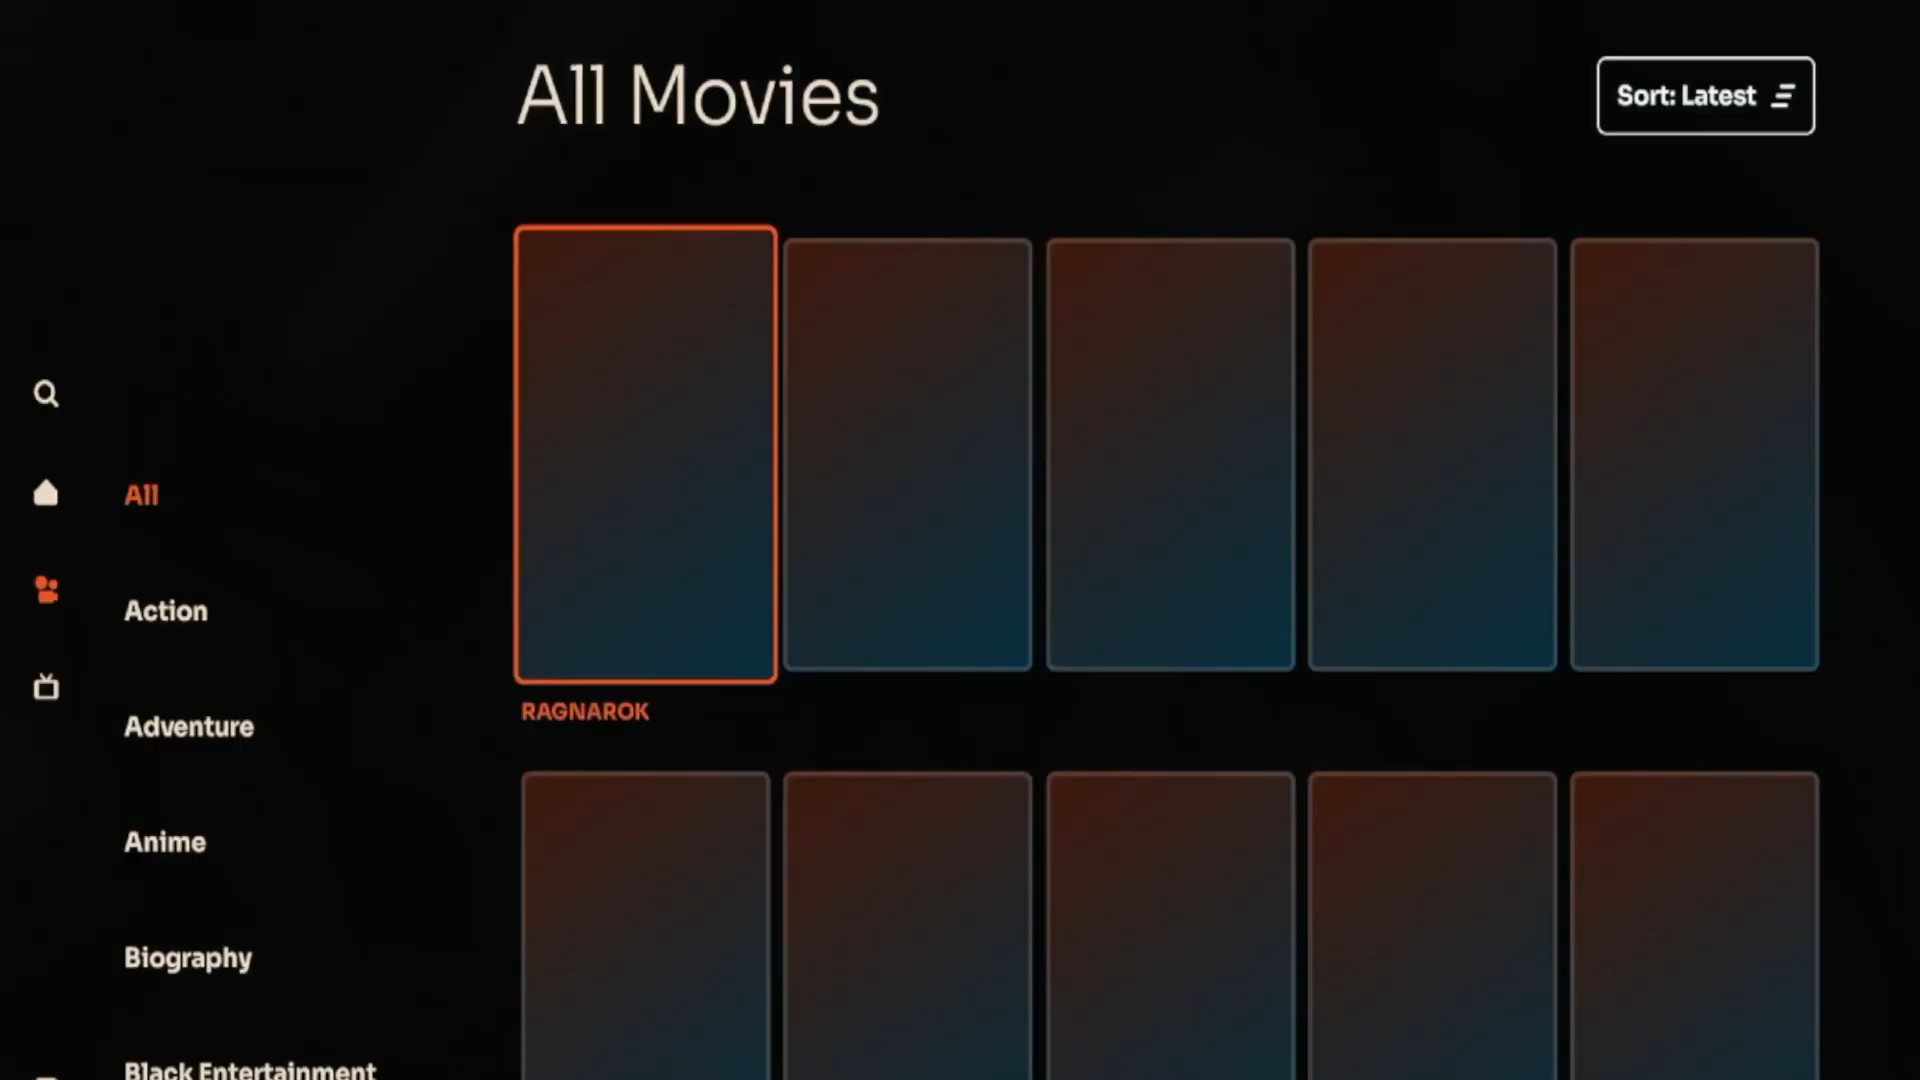 All Movies
Sort: Latest
All
Action
Adventure
Anime
Biography
Black Entertainment
RAGNAROK